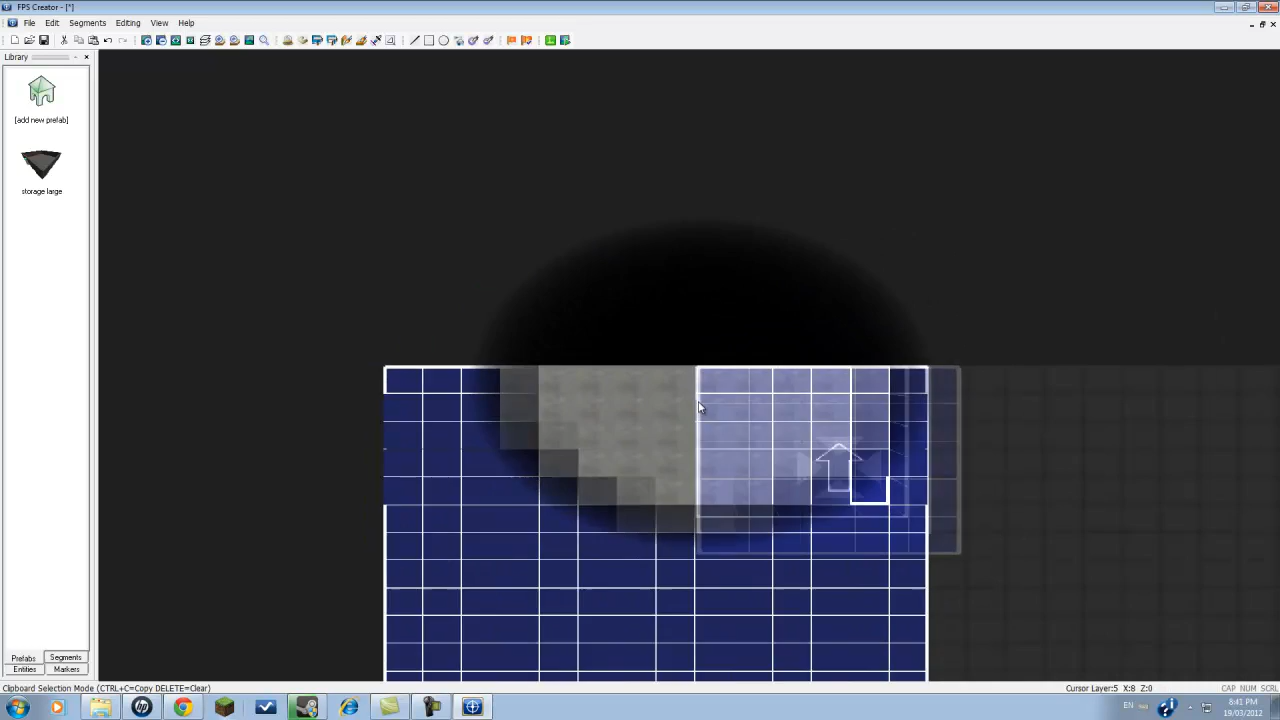 FPS Creator - [*]
File Edit Segments Editing View Help
Library
[add new prefab]
storage large
Prefabs Segments
Entities Markers
Clipboard Selection Mode (CTRL+C=Copy DELETE=Clear)
Cursor Layer:5 X:8 Z:0
CAP NUM SCRL
EN
8:41 PM
19/03/2012